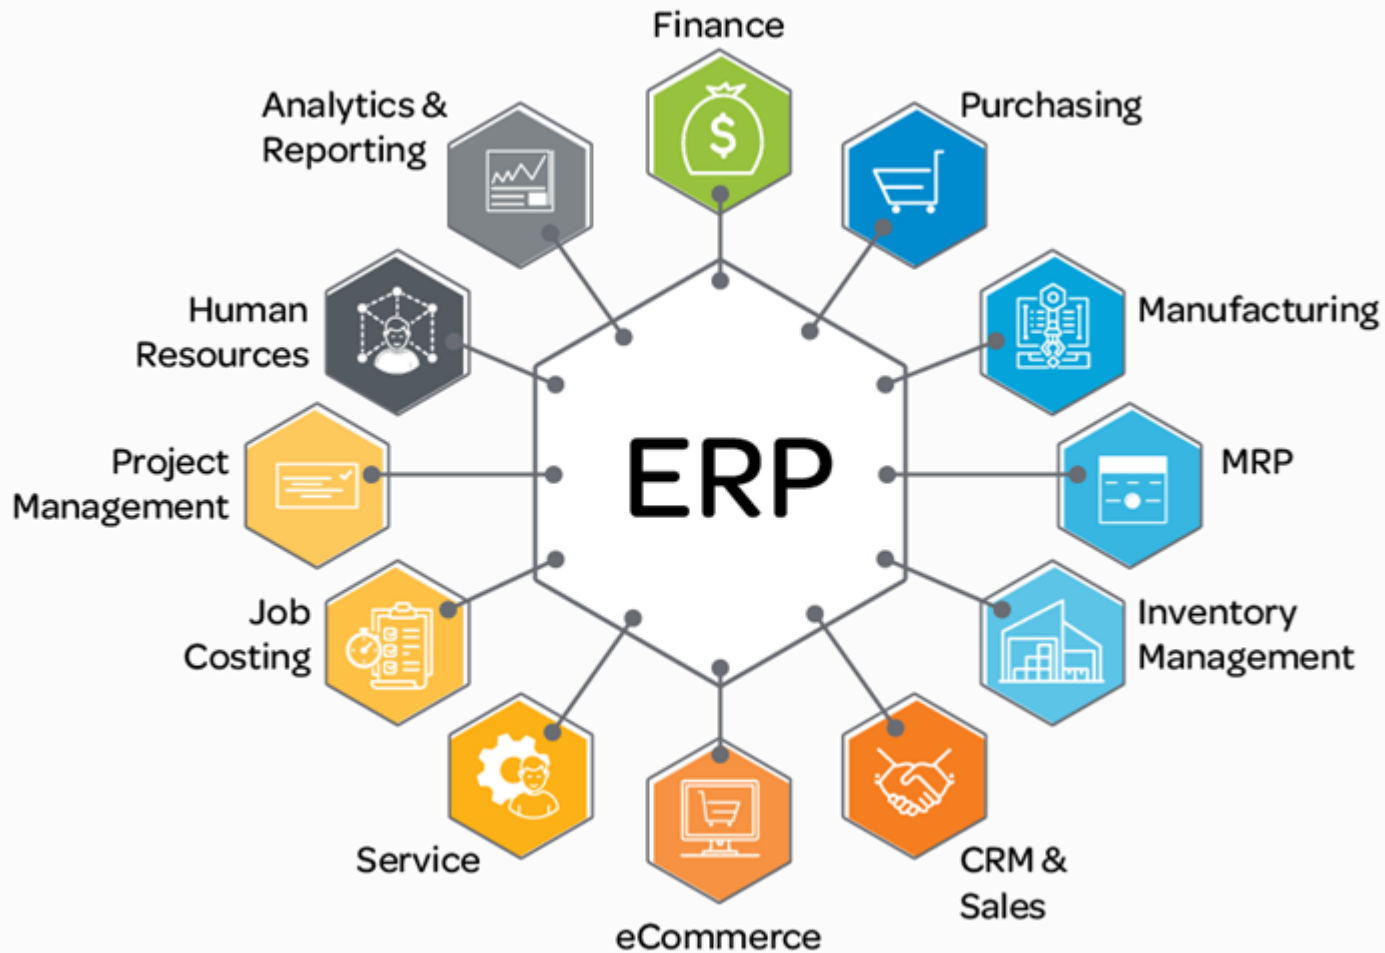 Finance
Analytics &
Reporting
Purchasing
$
Human
Resources
Manufacturing
Project
Management
ERP
MRP
Job
Costing
Inventory
Management
Service
CRM &
Sales
eCommerce